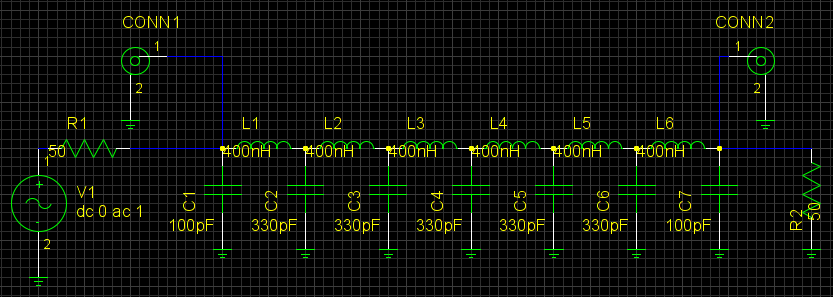 CONN1
CONN2
1
1
2
2
R1
L1
L2
L3
L4
L5
L6
50
400nH
400nH
400nH
400nH
400nH
400nH
1
V1
dc 0 ac 1
+
-
2
C1
100pF
C2
330pF
C3
330pF
C4
330pF
C5
330pF
C6
330pF
C7
100pF
R2
50